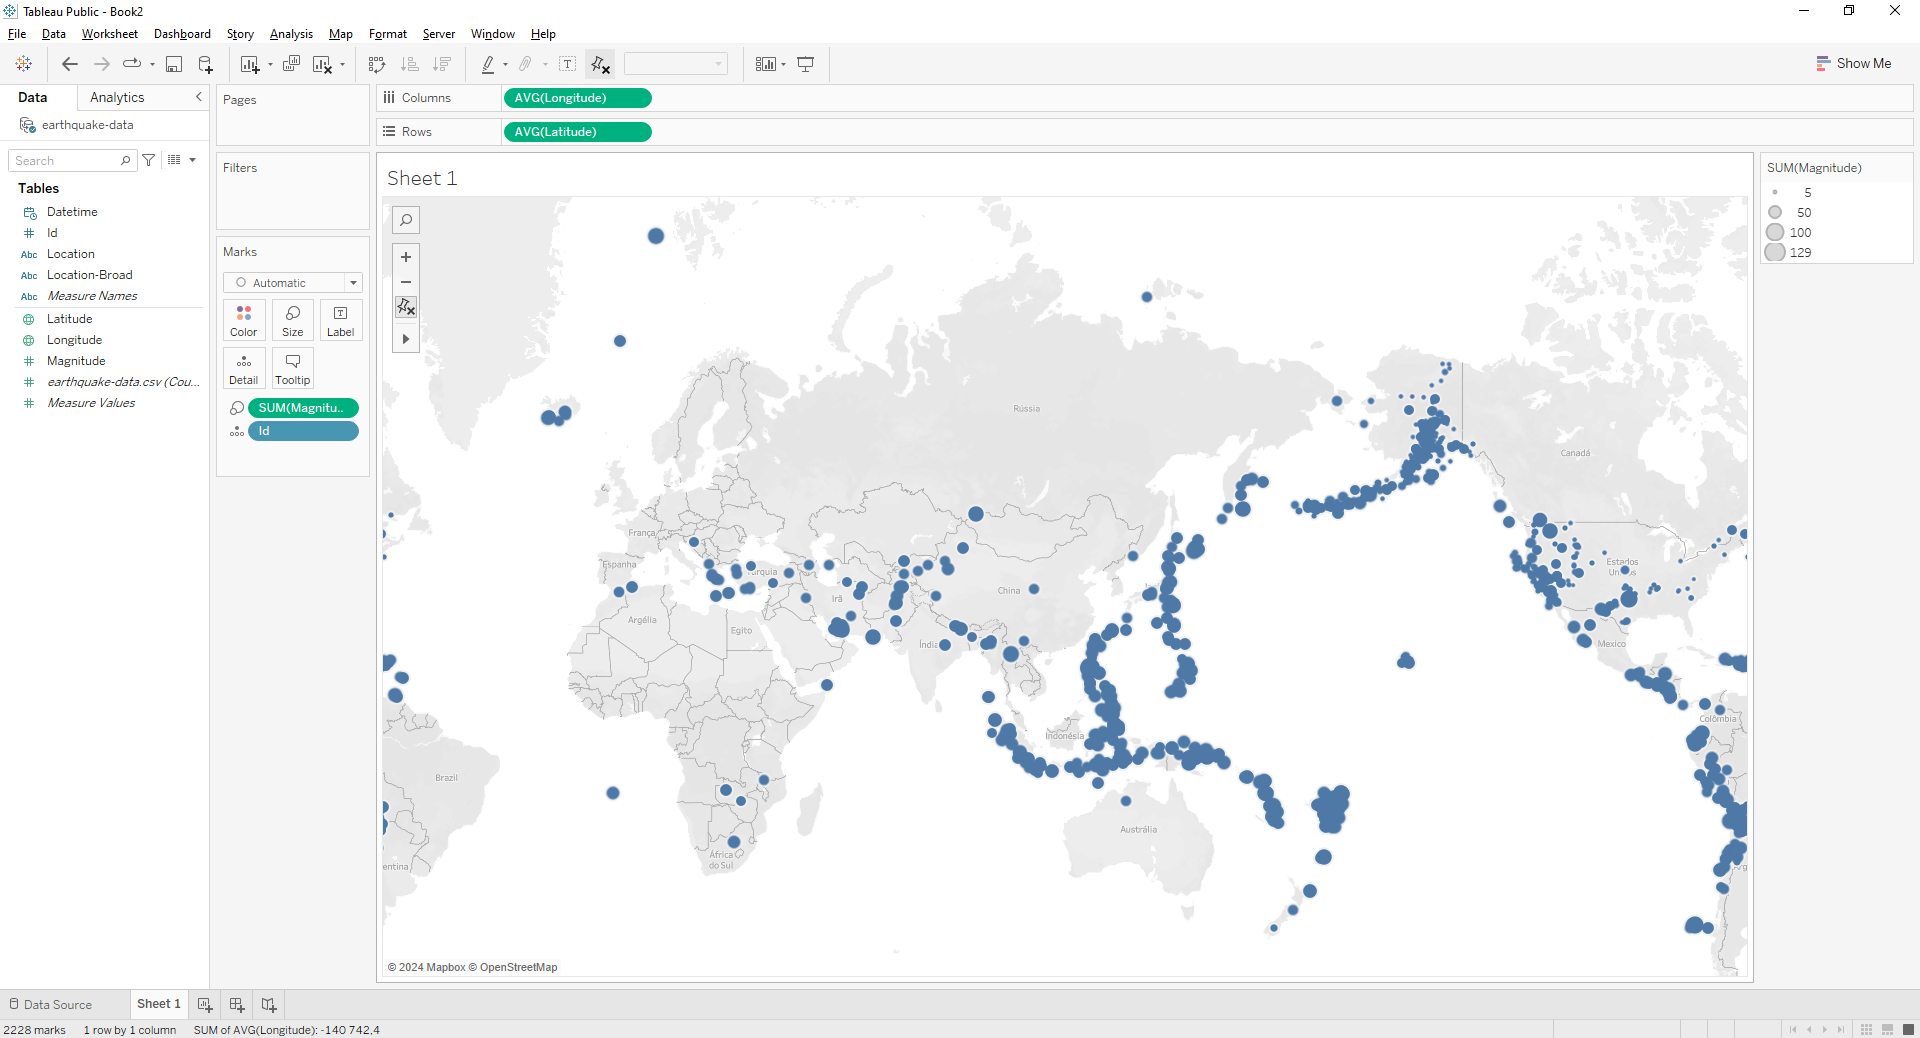 Tableau Public - Book2
File Data Worksheet Dashboard Story Analysis Map Format Server Window Help
Show Me
Data Analytics
earthquake-data
Search
Tables
Datetime
Id
Abc Location
Abc Location-Broad
Abc Measure Names
Latitude
Longitude
Magnitude
earthquake-data.csv (Cou...
Measure Values
Pages
Filters
Marks
Automatic
Color Size Label
Detail Tooltip
SUM(Magnitu..
Id
Columns AVG(Longitude)
Rows AVG(Latitude)
Sheet 1
Rússia
Canadá
França
Espanha
Irã
China
Argélia
Egito
Índia
México
Indonésia
Colômbia
Brazil
Austrália
África
do Sul
© 2024 Mapbox © OpenStreetMap
SUM(Magnitude)
5
50
100
129
Data Source Sheet 1
2228 marks 1 row by 1 column SUM of AVG(Longitude): -140 742,4